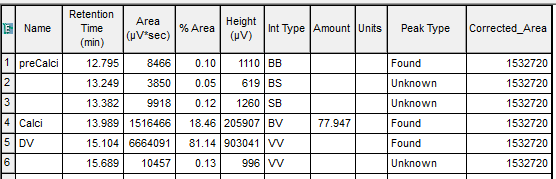 Name Retention Time (min) Area (µV*sec) % Area Height (µV) Int Type Amount Units Peak Type Corrected_Area
1 preCalci 12.795 8466 0.10 1110 BB Found 1532720
2 13.249 3850 0.05 619 BS Unknown 1532720
3 13.382 9918 0.12 1260 SB Unknown 1532720
4 Calci 13.989 1516466 18.46 205907 BV 77.947 Found 1532720
5 DV 15.104 6664091 81.14 903041 VV Found 1532720
6 15.689 10457 0.13 996 VV Unknown 1532720